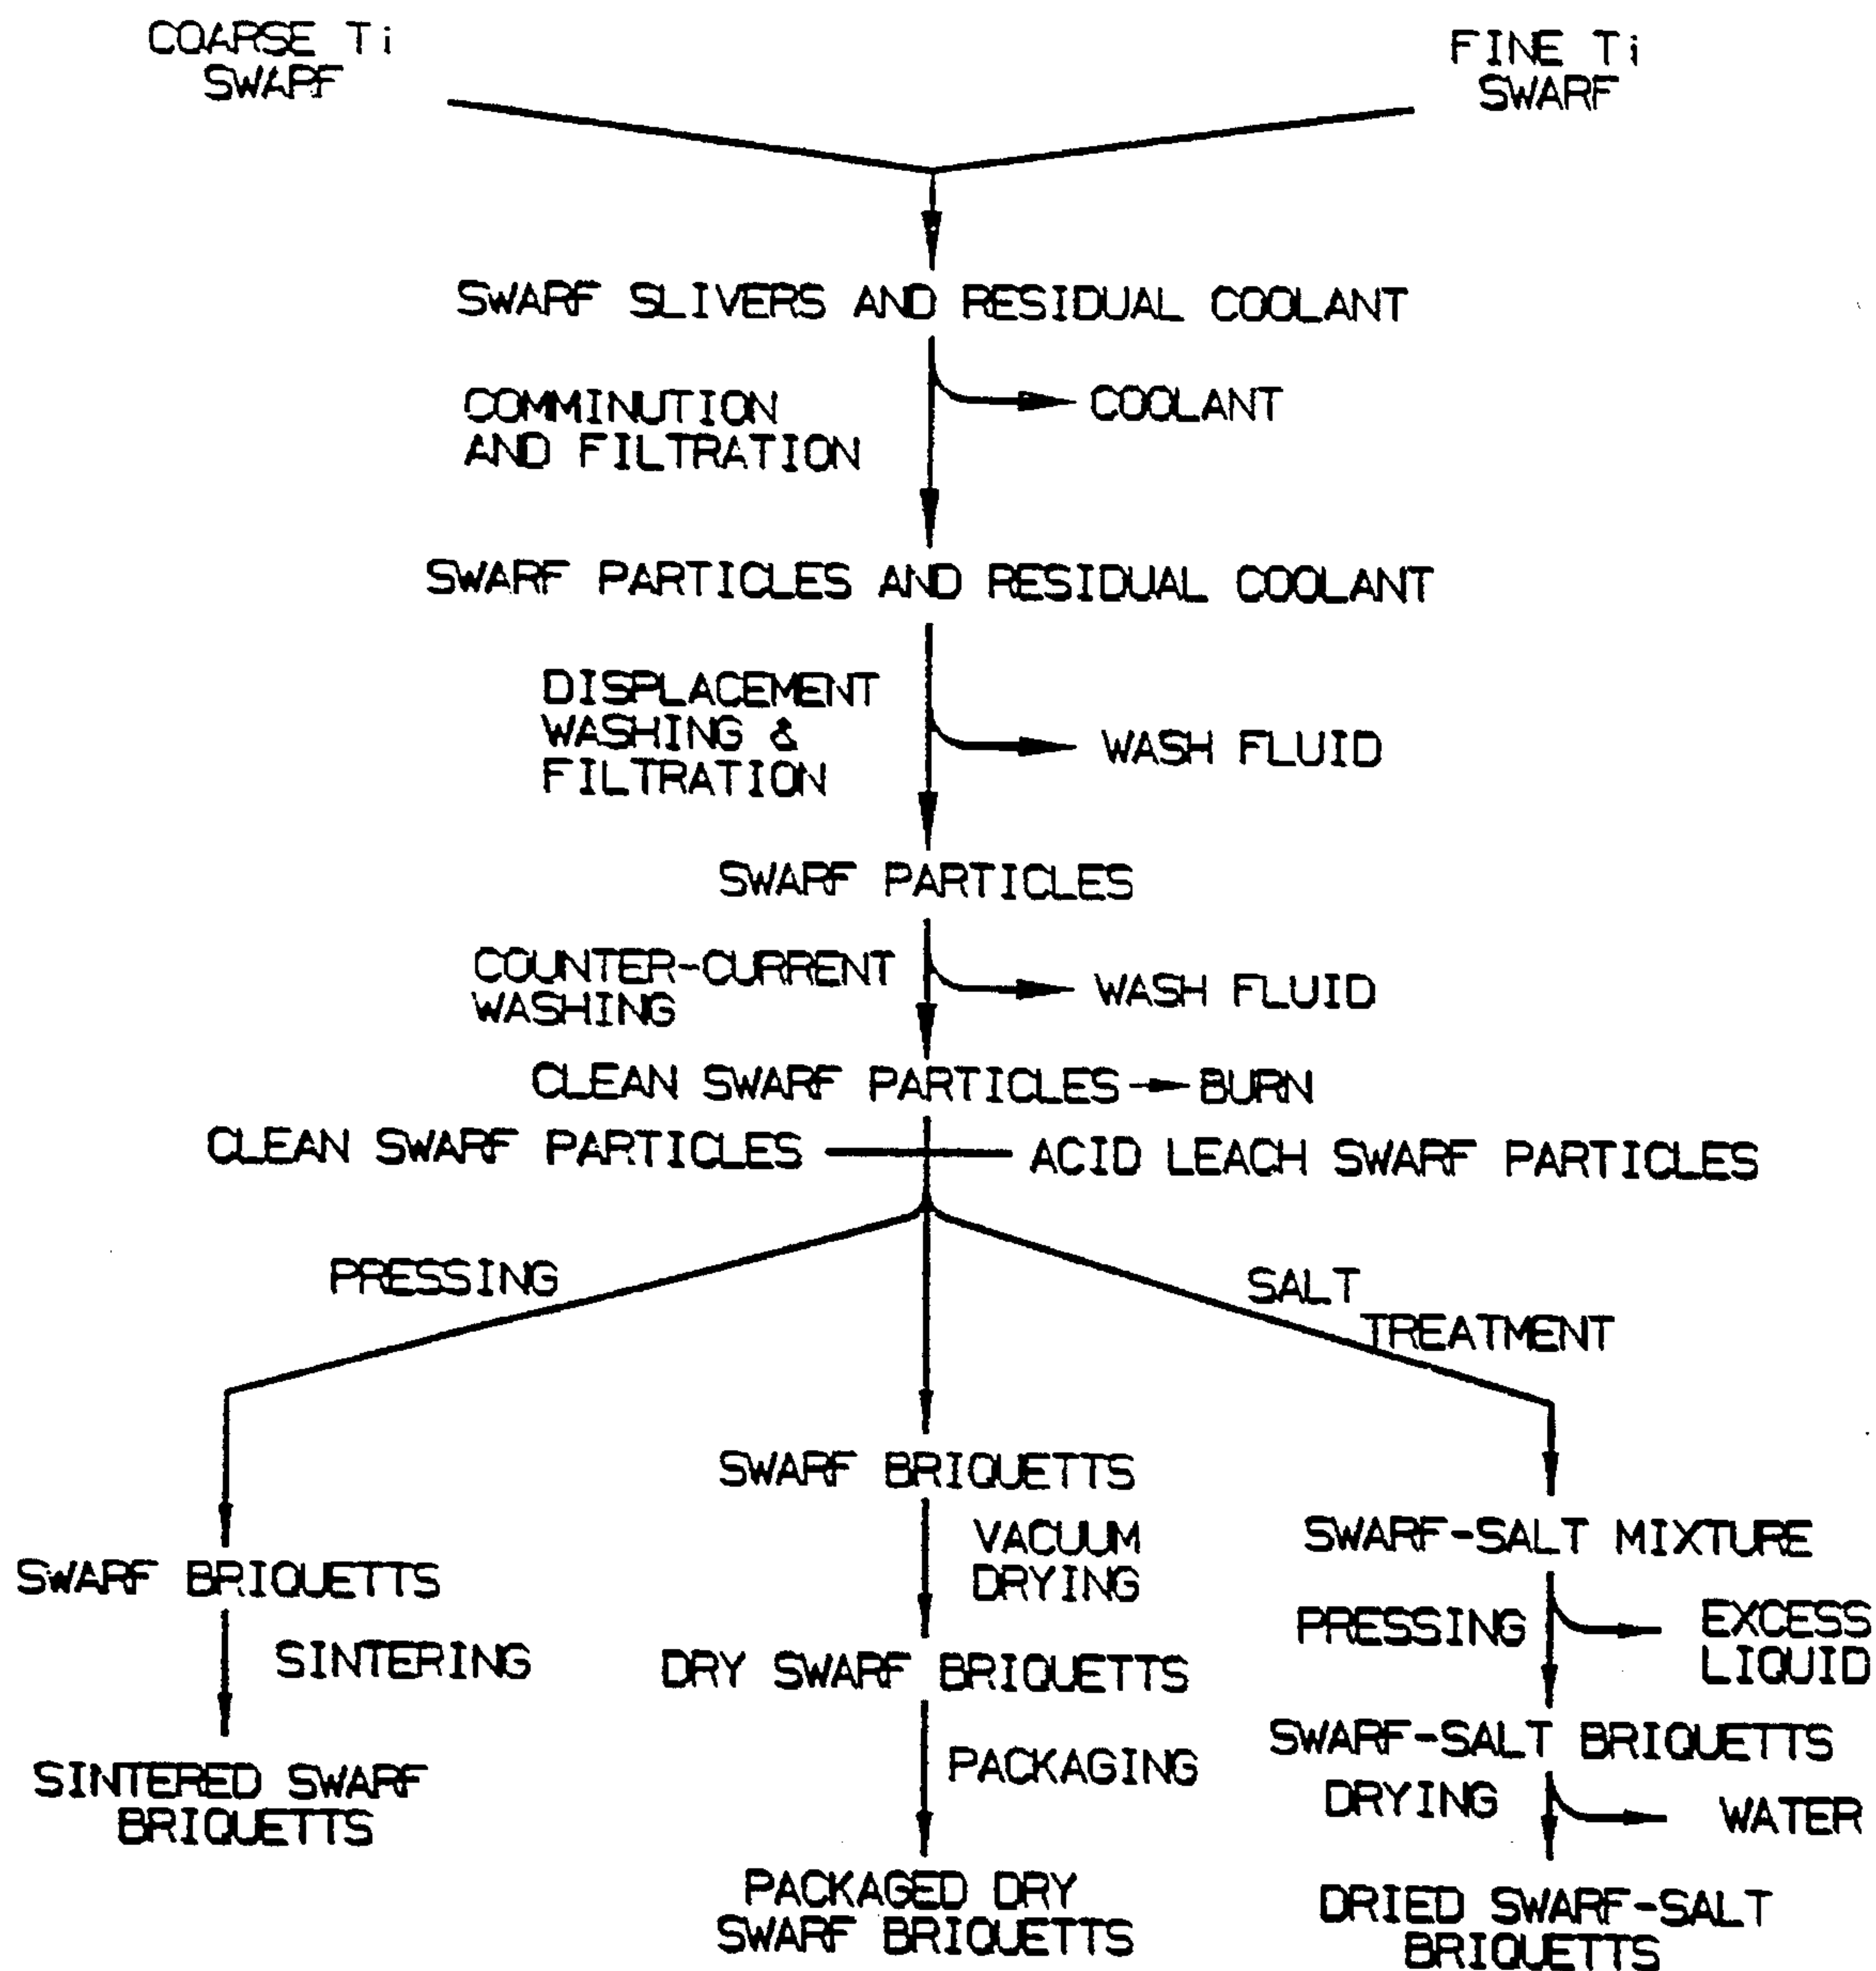 COARSE Ti
SWARF
FINE Ti
SWARF
SWARF SLIVERS AND RESIDUAL COOLANT
COMMINUTION
AND FILTRATION
COOLANT
SWARF PARTICLES AND RESIDUAL COOLANT
DISPLACEMENT
WASHING &
FILTRATION
WASH FLUID
SWARF PARTICLES
COUNTER-CURRENT
WASHING
WASH FLUID
CLEAN SWARF PARTICLES
BURN
CLEAN SWARF PARTICLES
ACID LEACH SWARF PARTICLES
PRESSING
SALT
TREATMENT
SWARF BRIQUETTS
SINTERING
SINTERED SWARF
BRIQUETTS
SWARF BRIQUETTS
VACUUM
DRYING
DRY SWARF BRIQUETTS
PACKAGING
PACKAGED DRY
SWARF BRIQUETTS
SWARF-SALT MIXTURE
PRESSING
EXCESS
LIQUID
SWARF-SALT BRIQUETTS
DRYING
WATER
DRIED SWARF-SALT
BRIQUETTS